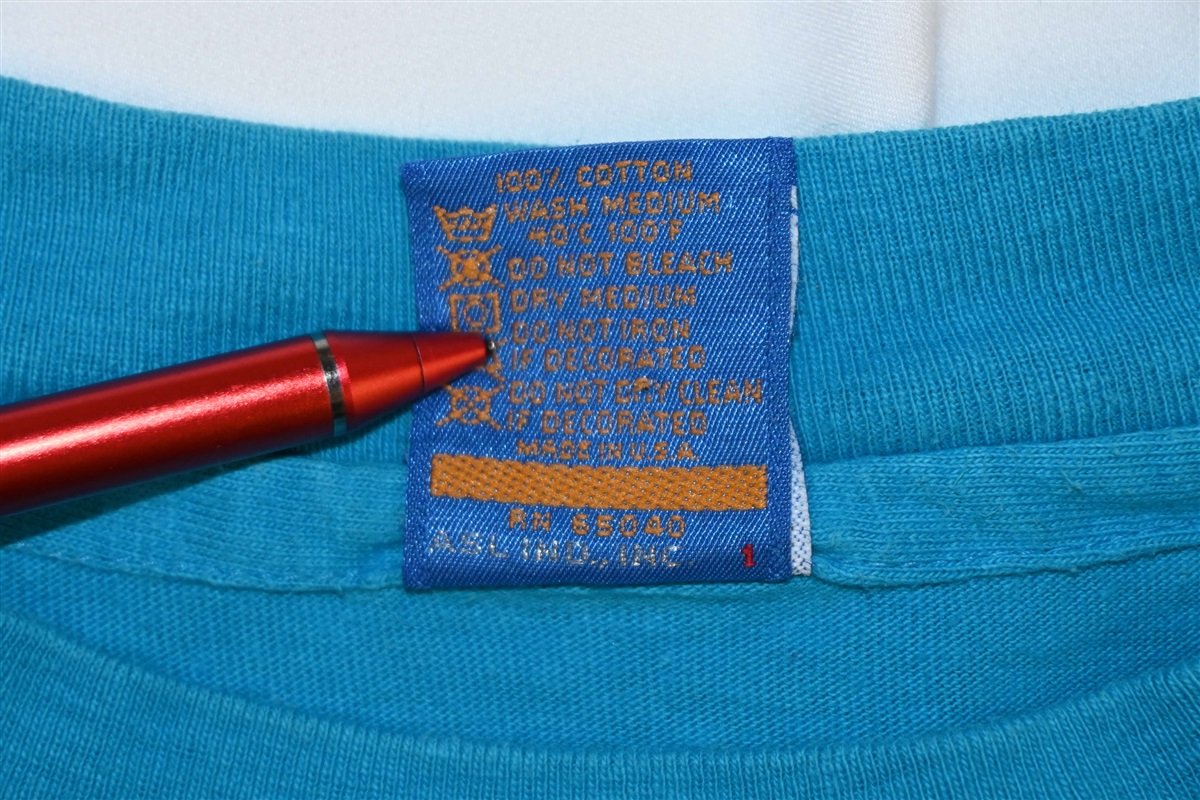 100% COTTON
WASH MEDIUM
40°C 100°F
DO NOT BLEACH
DRY MEDIUM
DO NOT IRON
IF DECORATED
DO NOT DRY CLEAN
IF DECORATED
MADE IN U.S.A
RN 65040
ASL IND., INC. 1